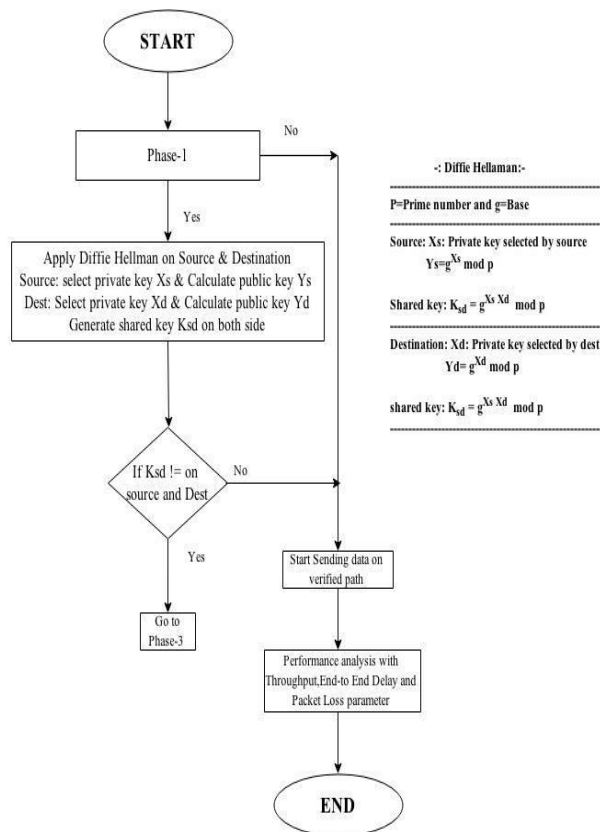 START
Phase-1
No
Yes
Apply Diffie Hellman on Source & Destination
Source: select private key Xs & Calculate public key Ys
Dest: Select private key Xd & Calculate public key Yd
Generate shared key Ksd on both side
If Ksd != on
source and Dest
No
Yes
Go to
Phase-3
Start Sending data on
verified path
Performance analysis with
Throughput,End-to End Delay and
Packet Loss parameter
END
-: Diffie Hellaman:-
P=Prime number and g=Base
Source: Xs: Private key selected by source
Ys=g^Xs mod p
Shared key: K_sd = g^Xs Xd mod p
Destination: Xd: Private key selected by dest
Yd= g^Xd mod p
shared key: K_sd = g^Xs Xd mod p